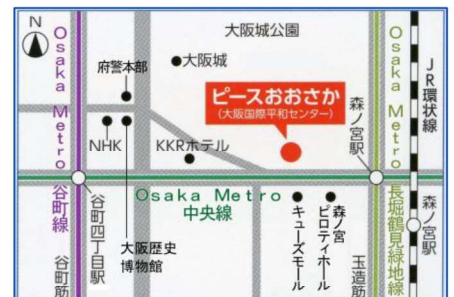 N
大阪城公園
大阪城
府警本部
Osaka Metro
谷町線
ピースおおさか
(大阪国際平和センター)
森ノ宮駅
Osaka Metro
長堀鶴見緑地線
JR環状線
NHK
KKRホテル
Osaka Metro
中央線
谷町四丁目駅
大阪歴史
博物館
キューズモール
森ノ宮
ピロティホール
森ノ宮駅
谷町筋
玉造筋